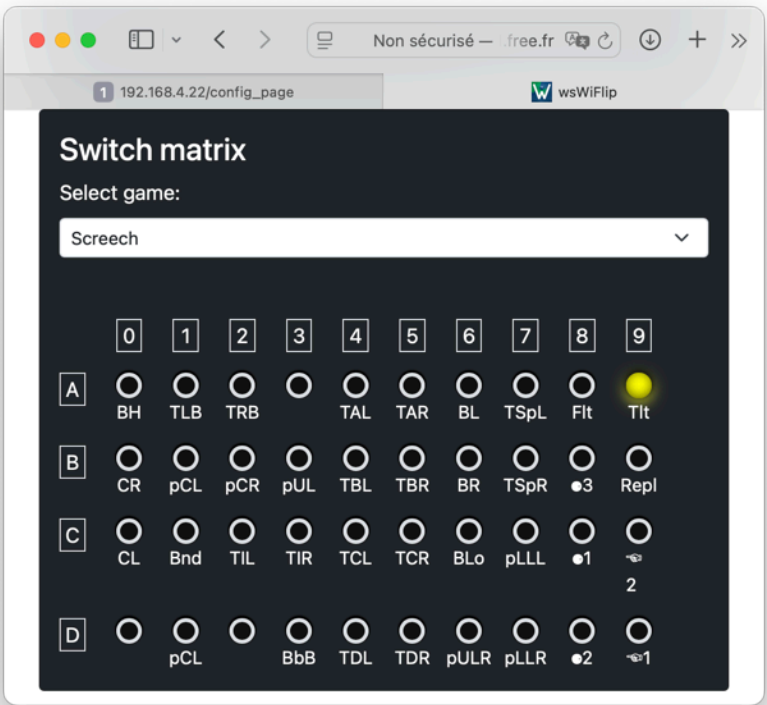 Non sécurisé — .free.fr
1 192.168.4.22/config_page
wsWiFlip
Switch matrix
Select game:
Screech
0 1 2 3 4 5 6 7 8 9
A
BH TLB TRB TAL TAR BL TSpL Flt Tlt
B
CR pCL pCR pUL TBL TBR BR TSpR ●3 Repl
C
CL Bnd TIL TIR TCL TCR BLo pLLL ●1 🖘
2
D
pCL BbB TDL TDR pULR pLLR ●2 🖘1